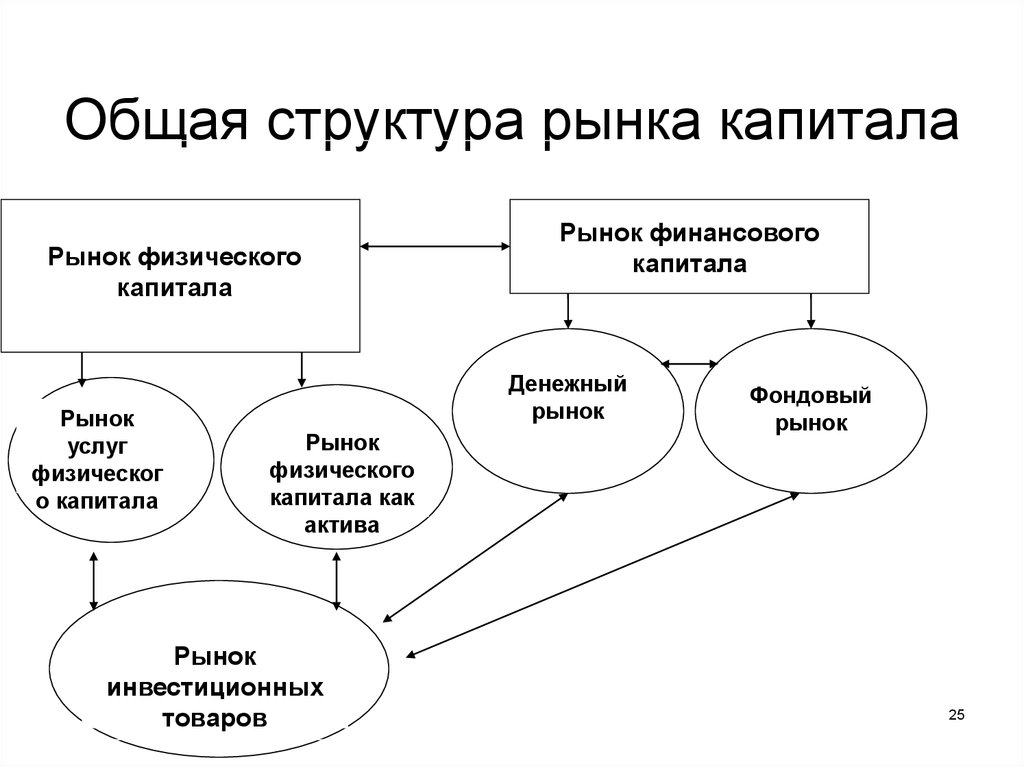 Общая структура рынка капитала
Рынок физического
капитала
Рынок финансового
капитала
Денежный
рынок
Фондовый
рынок
Рынок
услуг
физическог
о капитала
Рынок
физического
капитала как
актива
Рынок
инвестиционных
товаров
25